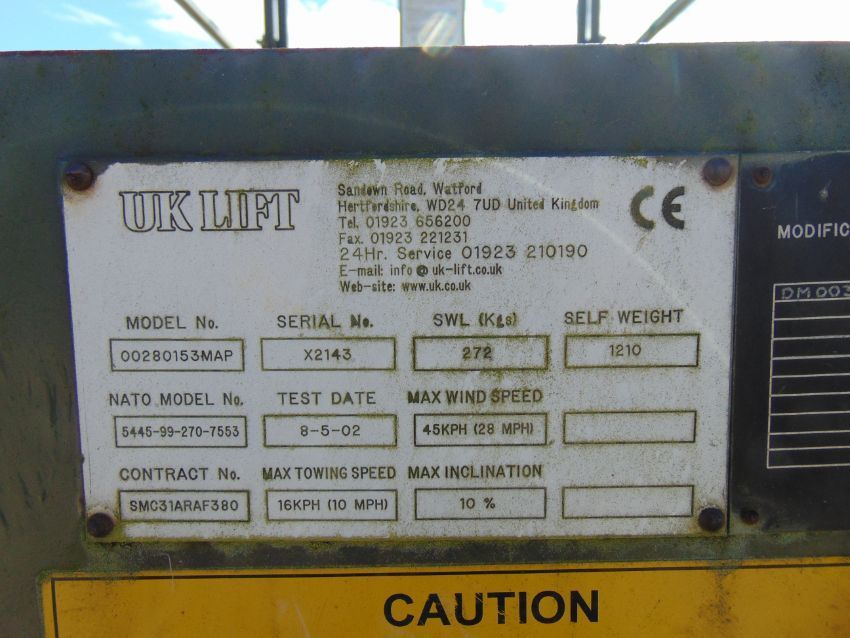 UK LIFT
Sandown Road, Watford
Hertfordshire, WD24 7UD United Kingdom
Tel. 01923 656200
Fax. 01923 221231
24Hr. Service 01923 210190
E-mail: info@uk-lift.co.uk
Web-site: www.uk.co.uk
CE
MODEL No. SERIAL No. SWL (Kgs) SELF WEIGHT
00280153MAP X2143 272 1210
NATO MODEL No. TEST DATE MAX WIND SPEED
5445-99-270-7553 8-5-02 45KPH (28 MPH)
CONTRACT No. MAX TOWING SPEED MAX INCLINATION
SMC31ARAF380 16KPH (10 MPH) 10 %
MODIFIC
DM003
CAUTION